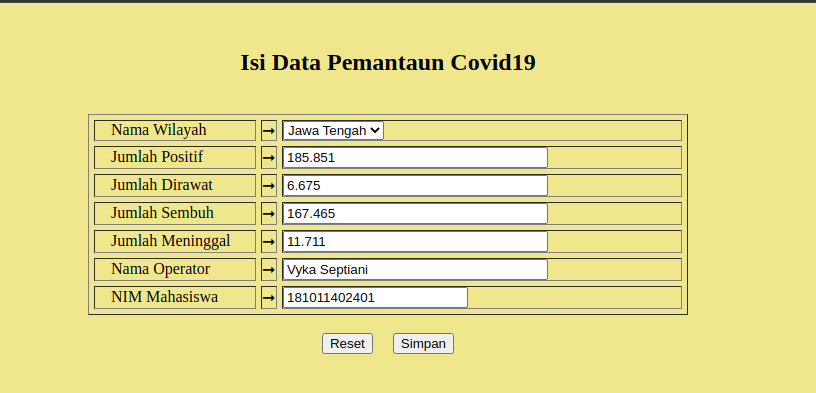 Isi Data Pemantaun Covid19
Nama Wilayah → Jawa Tengah
Jumlah Positif → 185.851
Jumlah Dirawat → 6.675
Jumlah Sembuh → 167.465
Jumlah Meninggal → 11.711
Nama Operator → Vyka Septiani
NIM Mahasiswa → 181011402401
Reset Simpan